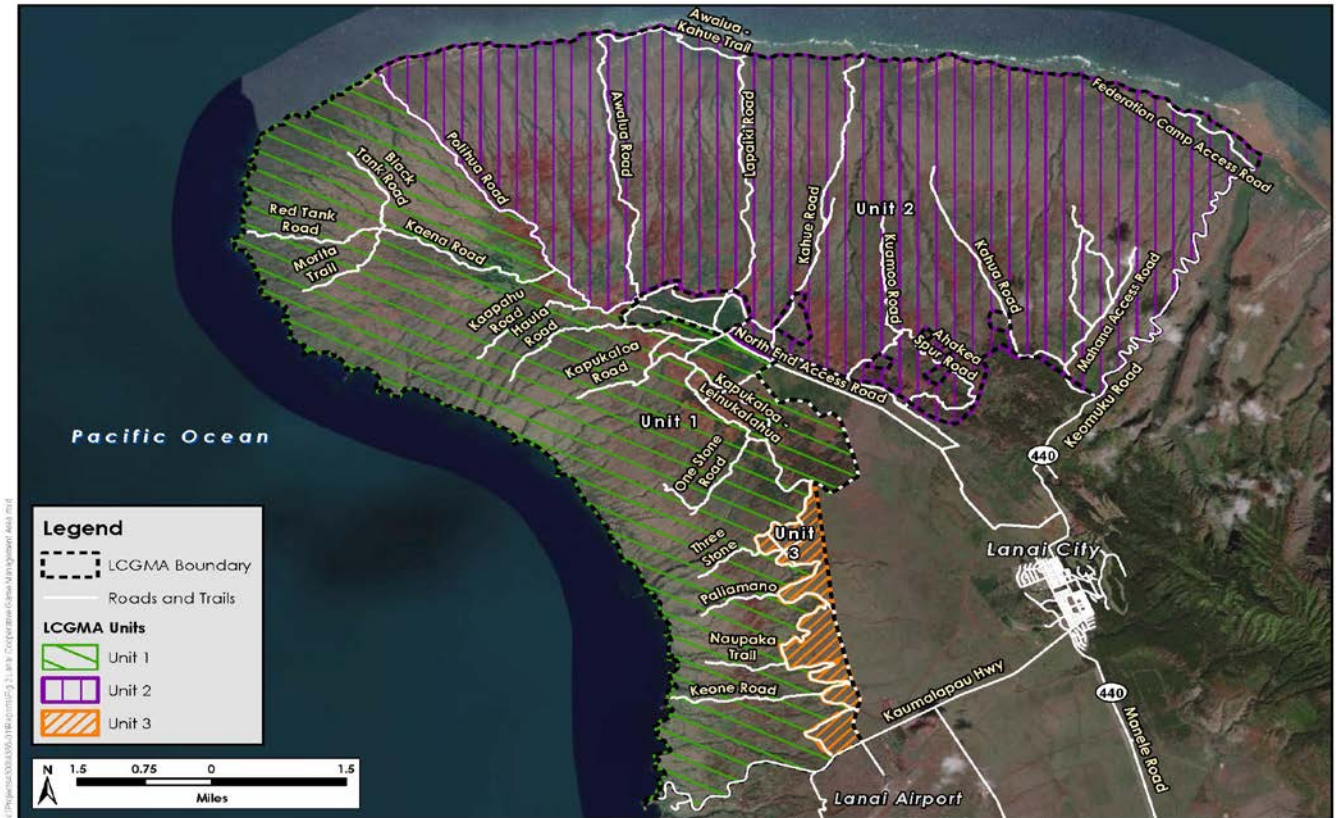 Awalua -
Kahue Trail
Federation Camp Access Road
Polihua Road
Awalua Road
Lapaiki Road
Kahue Road
Unit 2
Kuamoo Road
Kahua Road
Mahana Access Road
Black
Tank Road
Red Tank
Road
Kaena Road
Morita
Trail
Kaapahu
Road
Haula
Road
Kapukaloa
Road
North End Access Road
Ahakea
Spur Road
Keomuku Road
440
Kapukaloa -
Leinukalahua
Unit 1
One Stone
Road
Pacific Ocean
Three
Stone
Unit
3
Paliamano
Naupaka
Trail
Keone Road
Lanai City
Kaumalapau Hwy
440
Manele Road
Lanai Airport
Legend
LCGMA Boundary
Roads and Trails
LCGMA Units
Unit 1
Unit 2
Unit 3
N
1.5 0.75 0 1.5
Miles